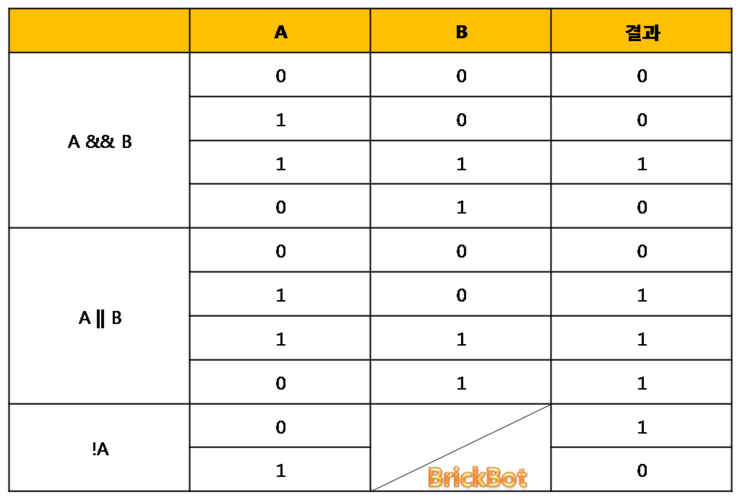 A B 결과
A && B
0 0 0
1 0 0
1 1 1
0 1 0
A || B
0 0 0
1 0 1
1 1 1
0 1 1
!A
0 1
1 0
BrickBot